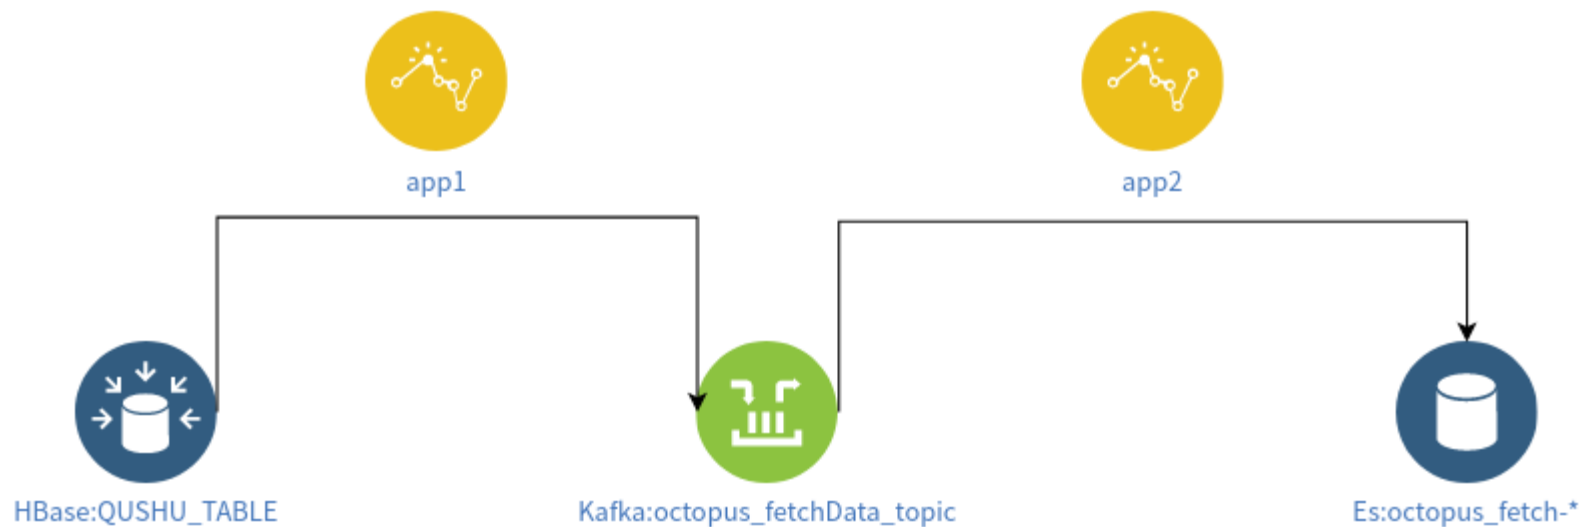 app1
app2
HBase:QUSHU_TABLE
Kafka:octopus_fetchData_topic
Es:octopus_fetch-*